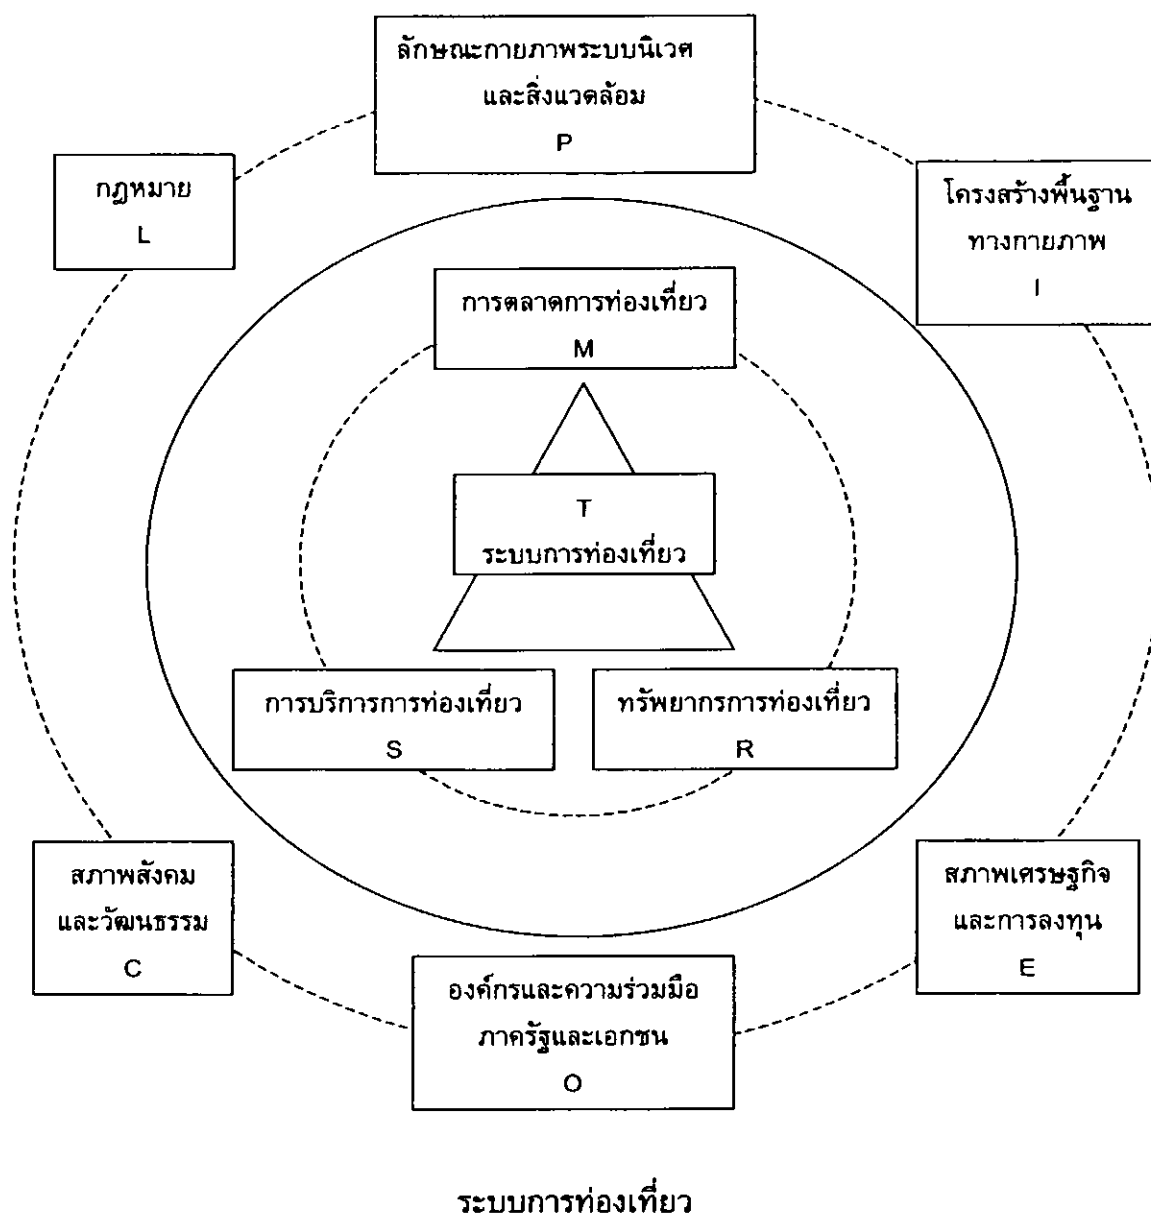 ลักษณะกายภาพระบบนิเวศ
และสิ่งแวดล้อม
P
กฎหมาย
L
โครงสร้างพื้นฐาน
ทางกายภาพ
I
การตลาดการท่องเที่ยว
M
T
ระบบการท่องเที่ยว
การบริการการท่องเที่ยว
S
ทรัพยากรการท่องเที่ยว
R
สภาพสังคม
และวัฒนธรรม
C
สภาพเศรษฐกิจ
และการลงทุน
E
องค์กรและความร่วมมือ
ภาครัฐและเอกชน
O
ระบบการท่องเที่ยว